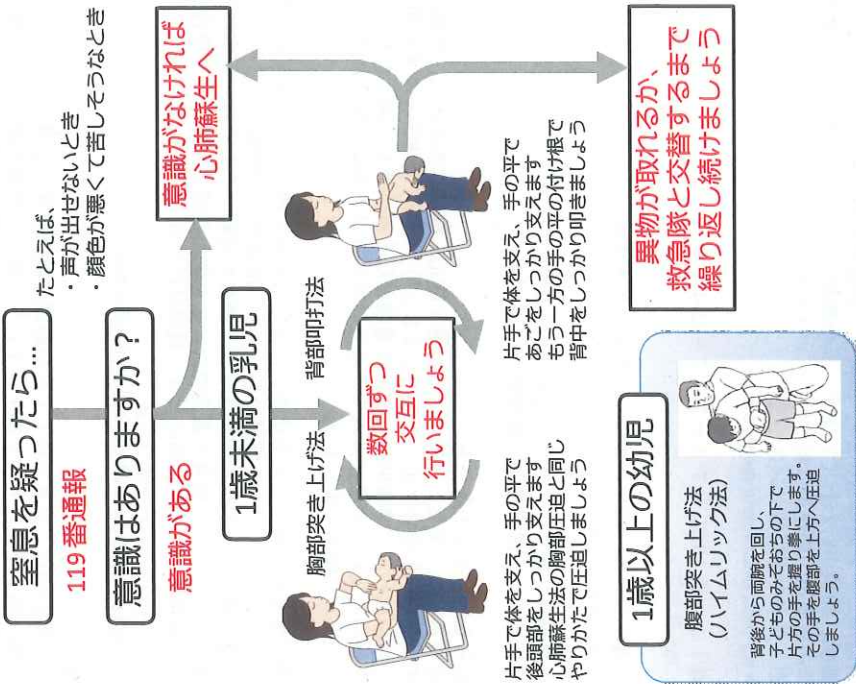 窒息を疑ったら…
たとえば、
・声が出せないとき
・顔色が悪くて苦しそうなとき
119番通報
意識はありますか？
意識がある
意識がなければ
心肺蘇生へ
1歳未満の乳児
胸部突き上げ法
背部叩打法
数回ずつ
交互に
行いましょう
片手で体を支え、手の平で
後頭部をしっかり支えます
心肺蘇生法の胸部圧迫と同じ
やりかたで圧迫しましょう
片手で体を支え、手の平で
あごをしっかり支えます
もう一方の手の平の付け根で
背中をしっかり叩きましょう
1歳以上の幼児
腹部突き上げ法
（ハイムリック法）
背後から両腕を回し、
子どものみぞおちの下で
片方の手を握り拳にします。
その手を腹部を上方へ圧迫
しましょう。
異物が取れるか、
救急隊と交替するまで
繰り返し続けましょう